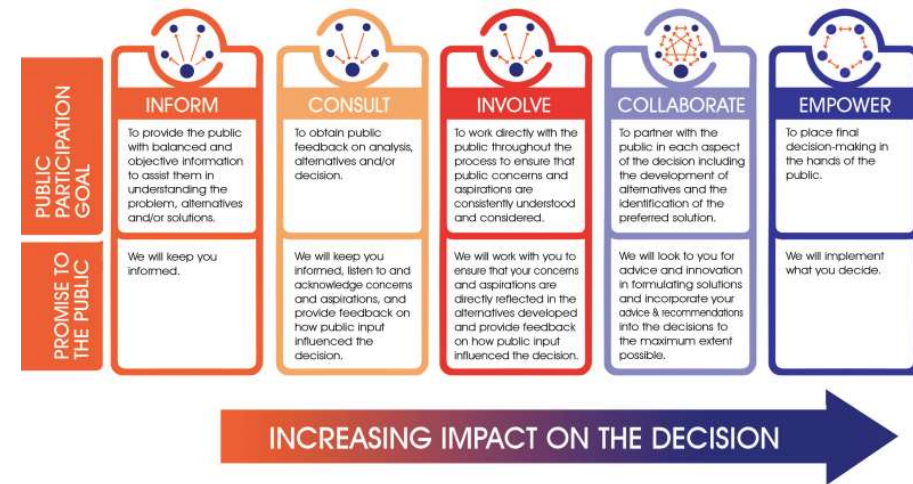 PUBLIC
PARTICIPATION
GOAL
INFORM
To provide the public
with balanced and
objective information
to assist them in
understanding the
problem, alternatives
and/or solutions.
CONSULT
To obtain public
feedback on analysis,
alternatives and/or
decision.
INVOLVE
To work directly with the
public throughout the
process to ensure that
public concerns and
aspirations are
consistently understood
and considered.
COLLABORATE
To partner with the
public in each aspect
of the decision including
the development of
alternatives and the
identification of the
preferred solution.
EMPOWER
To place final
decision-making in
the hands of the
public.
PROMISE TO
THE PUBLIC
We will keep you
informed.
We will keep you
informed, listen to and
acknowledge concerns
and aspirations, and
provide feedback on
how public input
influenced the
decision.
We will work with you to
ensure that your concerns
and aspirations are
directly reflected in the
alternatives developed
and provide feedback
on how public input
influenced the decision.
We will look to you for
advice and innovation
in formulating solutions
and incorporate your
advice & recommendations
into the decisions to
the maximum extent
possible.
We will implement
what you decide.
INCREASING IMPACT ON THE DECISION